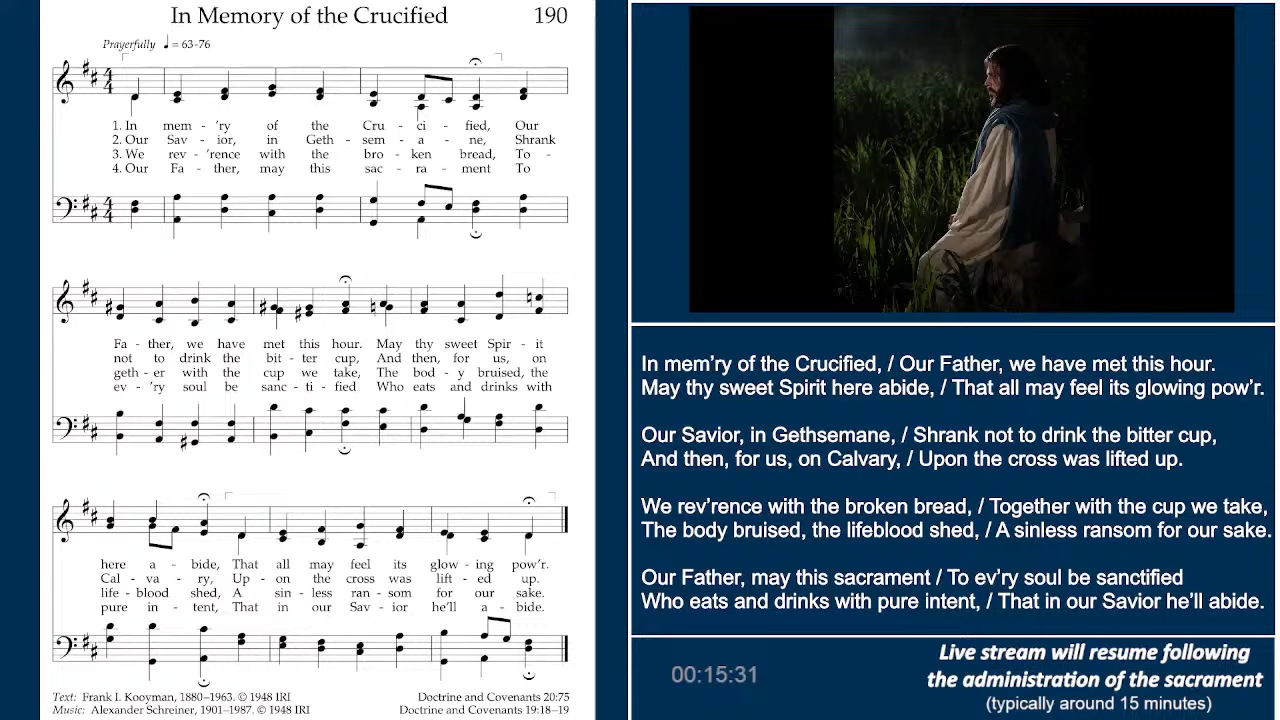 In Memory of the Crucified 190
Prayerfully ♩ = 63-76
1. In mem - 'ry of the Cru - ci - fied, Our
2. Our Sav - ior, in Geth - sem - a - ne, Shrank
3. We rev - 'rence with the bro - ken bread, To -
4. Our Fa - ther, may this sac - ra - ment To
Fa - ther, we have met this hour. May thy sweet Spir - it
not to drink the bit - ter cup, And then, for us, on
geth - er with the cup we take, The bod - y bruised, the
ev - 'ry soul be sanc - ti - fied Who eats and drinks with
here a - bide, That all may feel its glow - ing pow'r.
Cal - va - ry, Up - on the cross was lift - ed up.
life - blood shed, A sin - less ran - som for our sake.
pure in - tent, That in our Sav - ior he'll a - bide.
Text: Frank I. Kooyman, 1880–1963. © 1948 IRI
Music: Alexander Schreiner, 1901–1987. © 1948 IRI
Doctrine and Covenants 20:75
Doctrine and Covenants 19:18–19
In mem'ry of the Crucified, / Our Father, we have met this hour.
May thy sweet Spirit here abide, / That all may feel its glowing pow'r.
Our Savior, in Gethsemane, / Shrank not to drink the bitter cup,
And then, for us, on Calvary, / Upon the cross was lifted up.
We rev'rence with the broken bread, / Together with the cup we take,
The body bruised, the lifeblood shed, / A sinless ransom for our sake.
Our Father, may this sacrament / To ev'ry soul be sanctified
Who eats and drinks with pure intent, / That in our Savior he'll abide.
00:15:31
Live stream will resume following
the administration of the sacrament
(typically around 15 minutes)